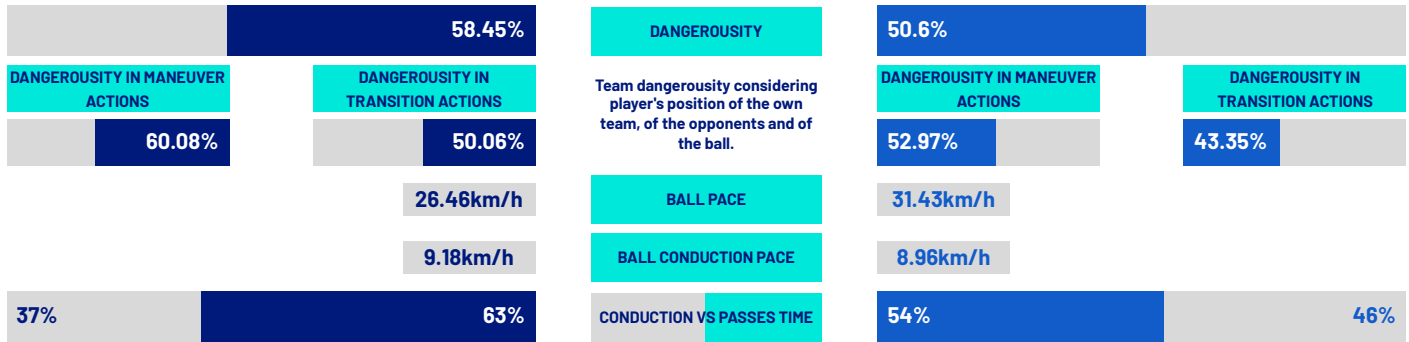 58.45%
DANGEROUSITY
50.6%
DANGEROUSITY IN MANEUVER
ACTIONS
DANGEROUSITY IN
TRANSITION ACTIONS
Team dangerousity considering
player's position of the own
team, of the opponents and of
the ball.
DANGEROUSITY IN MANEUVER
ACTIONS
DANGEROUSITY IN
TRANSITION ACTIONS
60.08%
50.06%
52.97%
43.35%
26.46km/h
BALL PACE
31.43km/h
9.18km/h
BALL CONDUCTION PACE
8.96km/h
37%
63%
CONDUCTION VS PASSES TIME
54%
46%